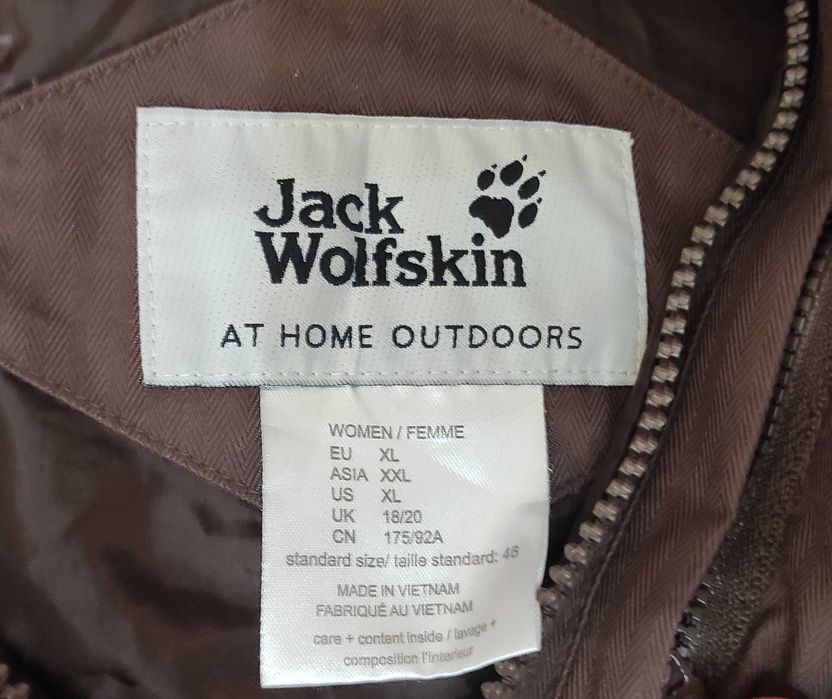 Jack
Wolfskin
AT HOME OUTDOORS
WOMEN / FEMME
EU XL
ASIA XXL
US XL
UK 18/20
CN 175/92A
standard size/ taille standard: 46
MADE IN VIETNAM
FABRIQUÉ AU VIETNAM
care + content inside / lavage +
composition l'interieur